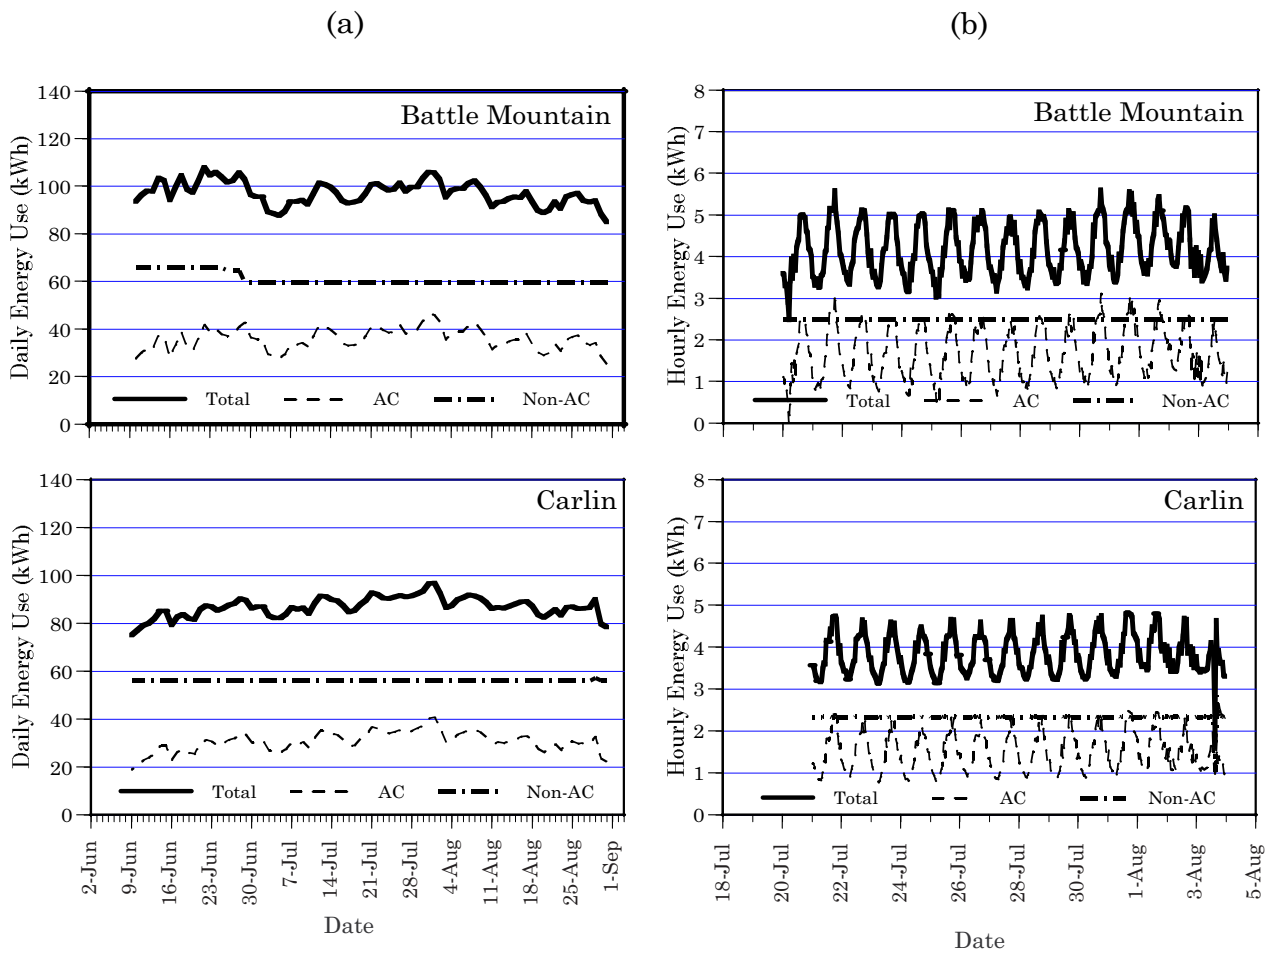 (a)
(b)
Battle Mountain
Daily Energy Use (kWh)
140
120
100
80
60
40
20
0
Total AC Non-AC
Battle Mountain
Hourly Energy Use (kWh)
8
7
6
5
4
3
2
1
0
Total AC Non-AC
Carlin
Daily Energy Use (kWh)
140
120
100
80
60
40
20
0
Total AC Non-AC
2-Jun 9-Jun 16-Jun 23-Jun 30-Jun 7-Jul 14-Jul 21-Jul 28-Jul 4-Aug 11-Aug 18-Aug 25-Aug 1-Sep
Date
Carlin
Hourly Energy Use (kWh)
8
7
6
5
4
3
2
1
0
Total AC Non-AC
18-Jul 20-Jul 22-Jul 24-Jul 26-Jul 28-Jul 30-Jul 1-Aug 3-Aug 5-Aug
Date